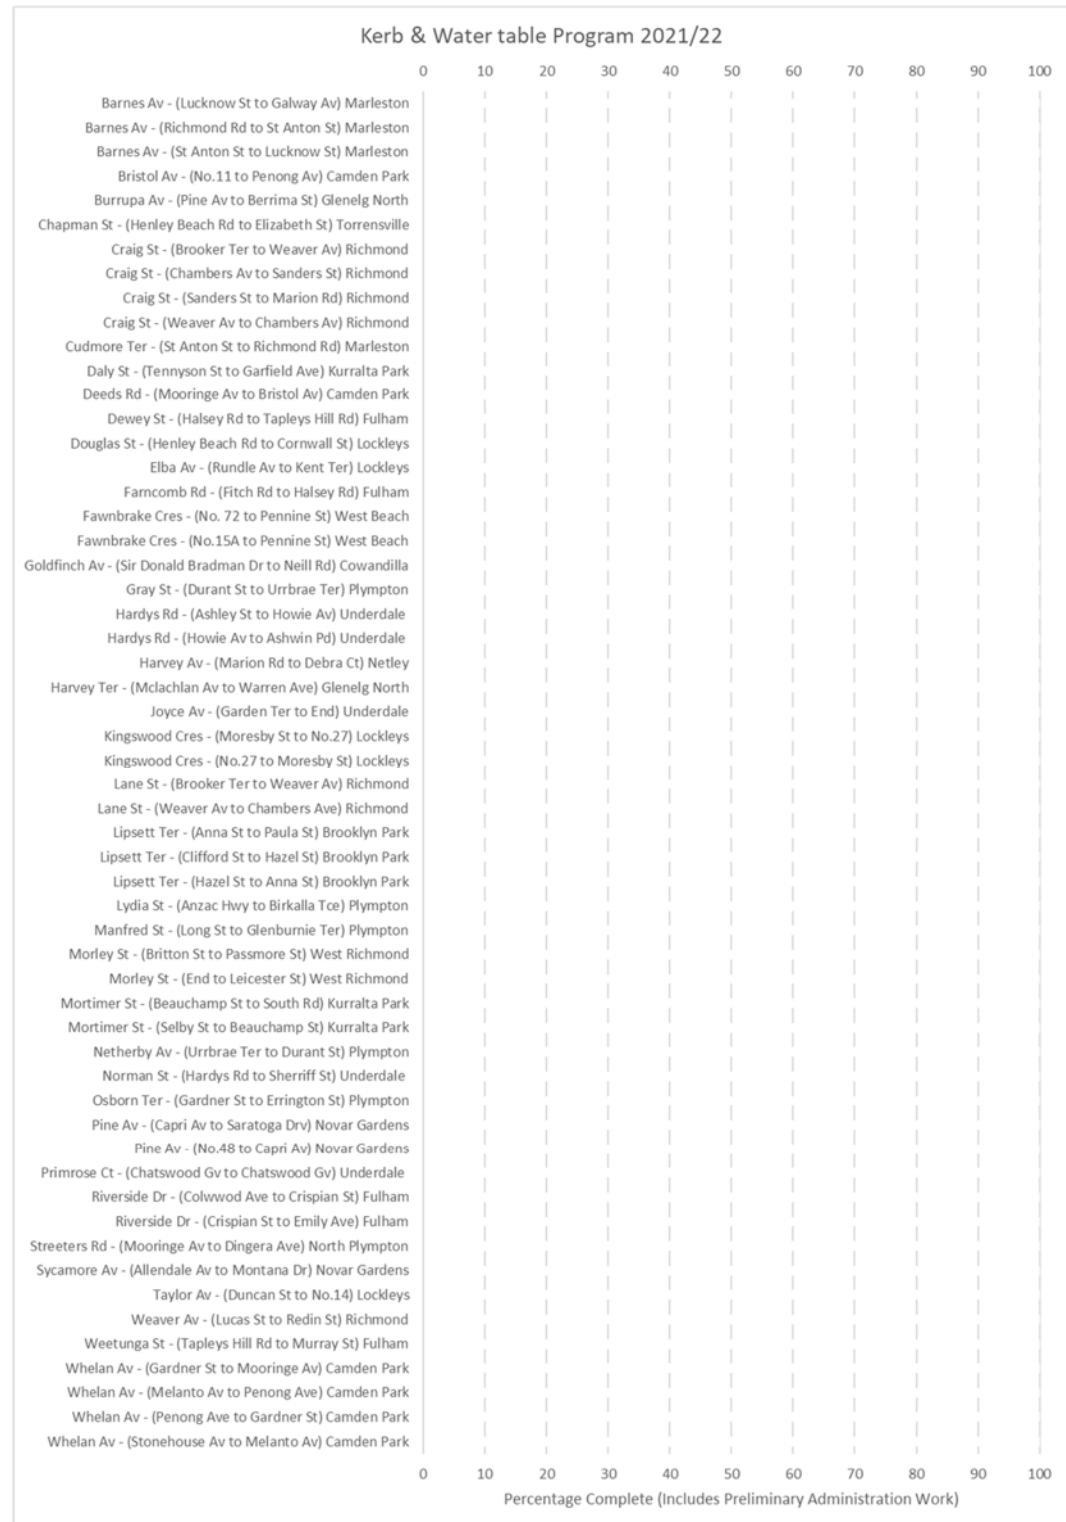 Kerb & Water table Program 2021/22
0 10 20 30 40 50 60 70 80 90 100
Barnes Av - (Lucknow St to Galway Av) Marleston
Barnes Av - (Richmond Rd to St Anton St) Marleston
Barnes Av - (St Anton St to Lucknow St) Marleston
Bristol Av - (No.11 to Penong Av) Camden Park
Burrupa Av - (Pine Av to Berrima St) Glenelg North
Chapman St - (Henley Beach Rd to Elizabeth St) Torrensville
Craig St - (Brooker Ter to Weaver Av) Richmond
Craig St - (Chambers Av to Sanders St) Richmond
Craig St - (Sanders St to Marion Rd) Richmond
Craig St - (Weaver Av to Chambers Av) Richmond
Cudmore Ter - (St Anton St to Richmond Rd) Marleston
Daly St - (Tennyson St to Garfield Ave) Kurralta Park
Deeds Rd - (Mooringe Av to Bristol Av) Camden Park
Dewey St - (Halsey Rd to Tapleys Hill Rd) Fulham
Douglas St - (Henley Beach Rd to Cornwall St) Lockleys
Elba Av - (Rundle Av to Kent Ter) Lockleys
Farncomb Rd - (Fitch Rd to Halsey Rd) Fulham
Fawnbrake Cres - (No. 72 to Pennine St) West Beach
Fawnbrake Cres - (No.15A to Pennine St) West Beach
Goldfinch Av - (Sir Donald Bradman Dr to Neill Rd) Cowandilla
Gray St - (Durant St to Urrbrae Ter) Plympton
Hardys Rd - (Ashley St to Howie Av) Underdale
Hardys Rd - (Howie Av to Ashwin Pd) Underdale
Harvey Av - (Marion Rd to Debra Ct) Netley
Harvey Ter - (Mclachlan Av to Warren Ave) Glenelg North
Joyce Av - (Garden Ter to End) Underdale
Kingswood Cres - (Moresby St to No.27) Lockleys
Kingswood Cres - (No.27 to Moresby St) Lockleys
Lane St - (Brooker Ter to Weaver Av) Richmond
Lane St - (Weaver Av to Chambers Ave) Richmond
Lipsett Ter - (Anna St to Paula St) Brooklyn Park
Lipsett Ter - (Clifford St to Hazel St) Brooklyn Park
Lipsett Ter - (Hazel St to Anna St) Brooklyn Park
Lydia St - (Anzac Hwy to Birkalla Tce) Plympton
Manfred St - (Long St to Glenburnie Ter) Plympton
Morley St - (Britton St to Passmore St) West Richmond
Morley St - (End to Leicester St) West Richmond
Mortimer St - (Beauchamp St to South Rd) Kurralta Park
Mortimer St - (Selby St to Beauchamp St) Kurralta Park
Netherby Av - (Urrbrae Ter to Durant St) Plympton
Norman St - (Hardys Rd to Sherriff St) Underdale
Osborn Ter - (Gardner St to Errington St) Plympton
Pine Av - (Capri Av to Saratoga Drv) Novar Gardens
Pine Av - (No.48 to Capri Av) Novar Gardens
Primrose Ct - (Chatswood Gv to Chatswood Gv) Underdale
Riverside Dr - (Colwwod Ave to Crispian St) Fulham
Riverside Dr - (Crispian St to Emily Ave) Fulham
Streeters Rd - (Mooringe Av to Dingera Ave) North Plympton
Sycamore Av - (Allendale Av to Montana Dr) Novar Gardens
Taylor Av - (Duncan St to No.14) Lockleys
Weaver Av - (Lucas St to Redin St) Richmond
Weetunga St - (Tapleys Hill Rd to Murray St) Fulham
Whelan Av - (Gardner St to Mooringe Av) Camden Park
Whelan Av - (Melanto Av to Penong Ave) Camden Park
Whelan Av - (Penong Ave to Gardner St) Camden Park
Whelan Av - (Stonehouse Av to Melanto Av) Camden Park
0 10 20 30 40 50 60 70 80 90 100
Percentage Complete (Includes Preliminary Administration Work)